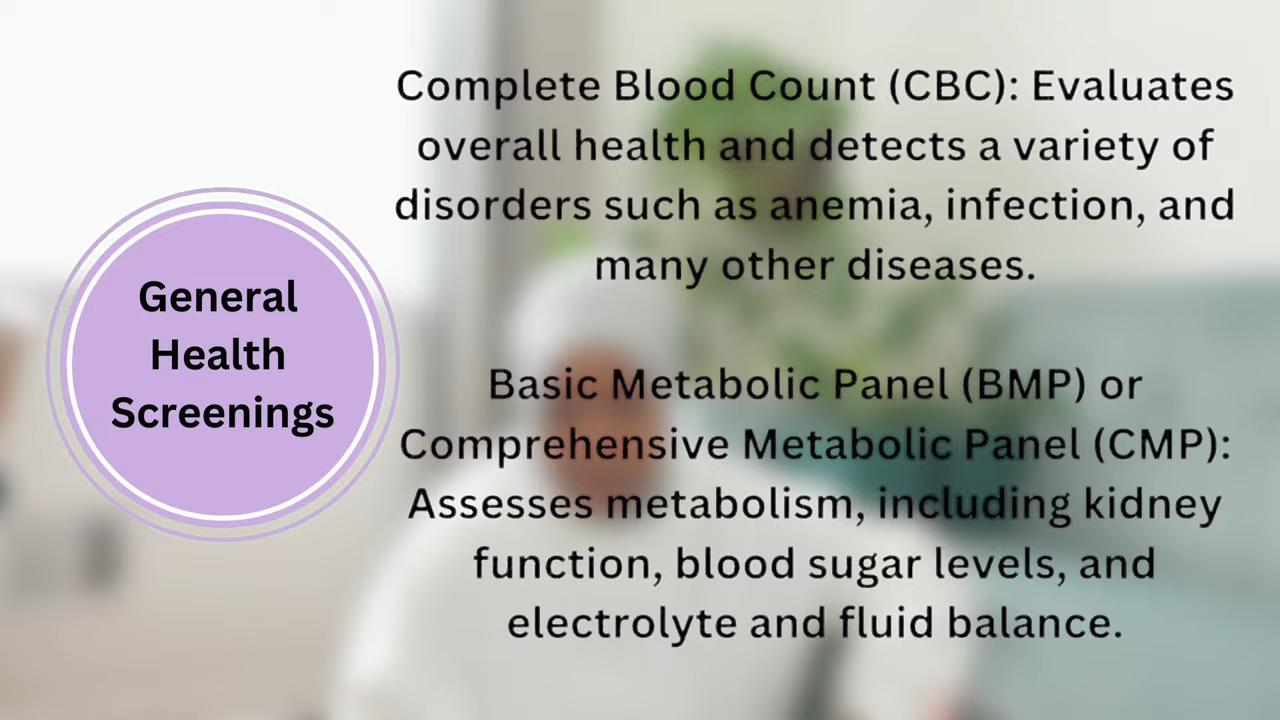 General
Health
Screenings
Complete Blood Count (CBC): Evaluates
overall health and detects a variety of
disorders such as anemia, infection, and
many other diseases.
Basic Metabolic Panel (BMP) or
Comprehensive Metabolic Panel (CMP):
Assesses metabolism, including kidney
function, blood sugar levels, and
electrolyte and fluid balance.